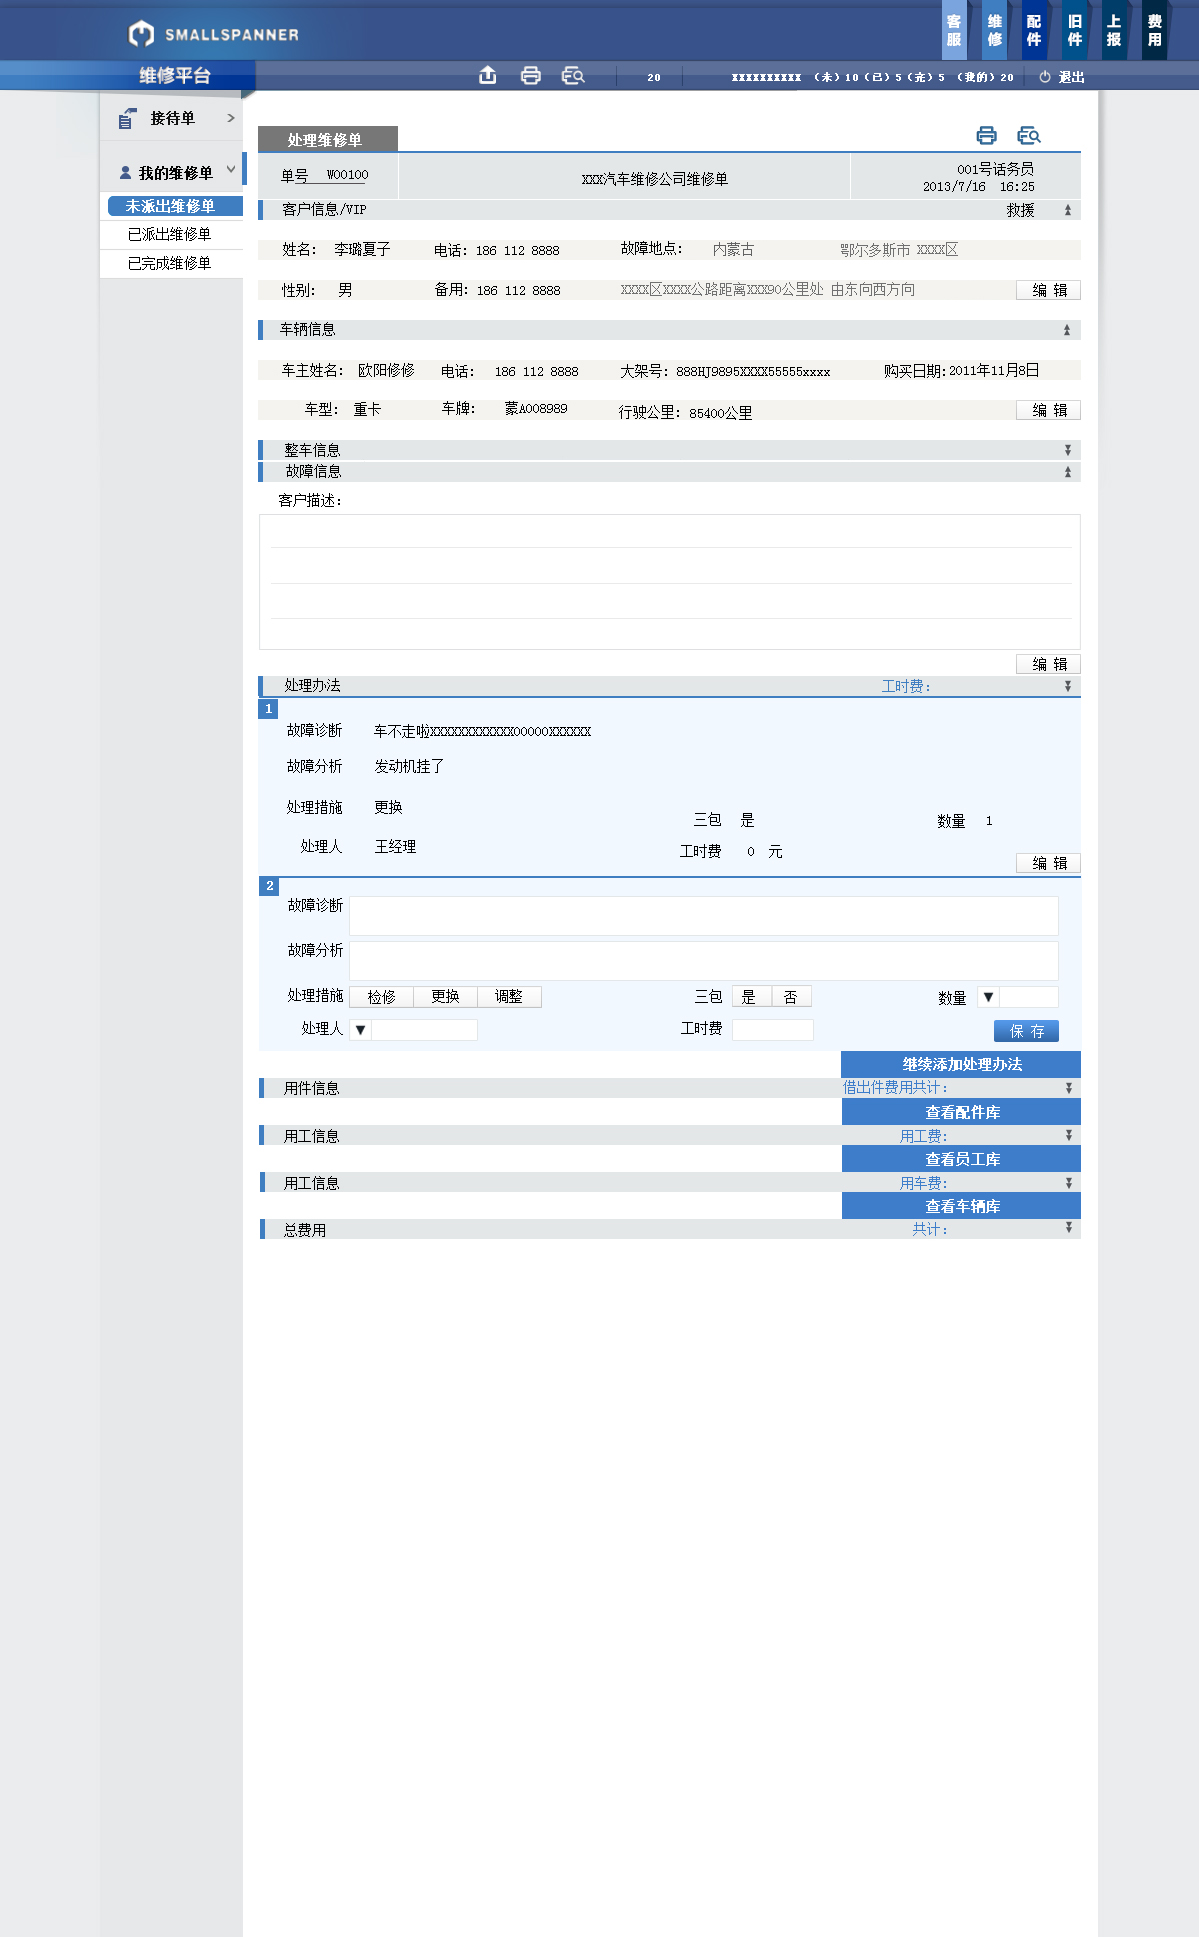 SMALLSPANNER
客服 维修 配件 旧件 上报 费用
维修平台 20 XXXXXXXXXX (未)10(已)5(完)5 (我的)20 退出
接待单 >
我的维修单
未派出维修单
已派出维修单
已完成维修单
处理维修单
单号 W00100
XXX汽车维修公司维修单
001号话务员
2013/7/16 16:25
客户信息/VIP 救援
姓名: 李璐夏子 电话: 186 112 8888 故障地点: 内蒙古 鄂尔多斯市 XXXX区
性别: 男 备用: 186 112 8888 XXXX区XXXX公路距离XXX90公里处 由东向西方向 编 辑
车辆信息
车主姓名: 欧阳修修 电话: 186 112 8888 大架号: 888HJ9895XXXX55555xxxx 购买日期:2011年11月8日
车型: 重卡 车牌: 蒙A008989 行驶公里: 85400公里 编 辑
整车信息
故障信息
客户描述:
编 辑
处理办法 工时费:
1
故障诊断 车不走啦XXXXXXXXXXXX00000XXXXXX
故障分析 发动机挂了
处理措施 更换 三包 是 数量 1
处理人 王经理 工时费 0 元
编 辑
2
故障诊断
故障分析
处理措施 检修 更换 调整 三包 是 否 数量 ▼
处理人 ▼ 工时费 保 存
继续添加处理办法
用件信息 借出件费用共计:
查看配件库
用工信息 用工费:
查看员工库
用工信息 用车费:
查看车辆库
总费用 共计: